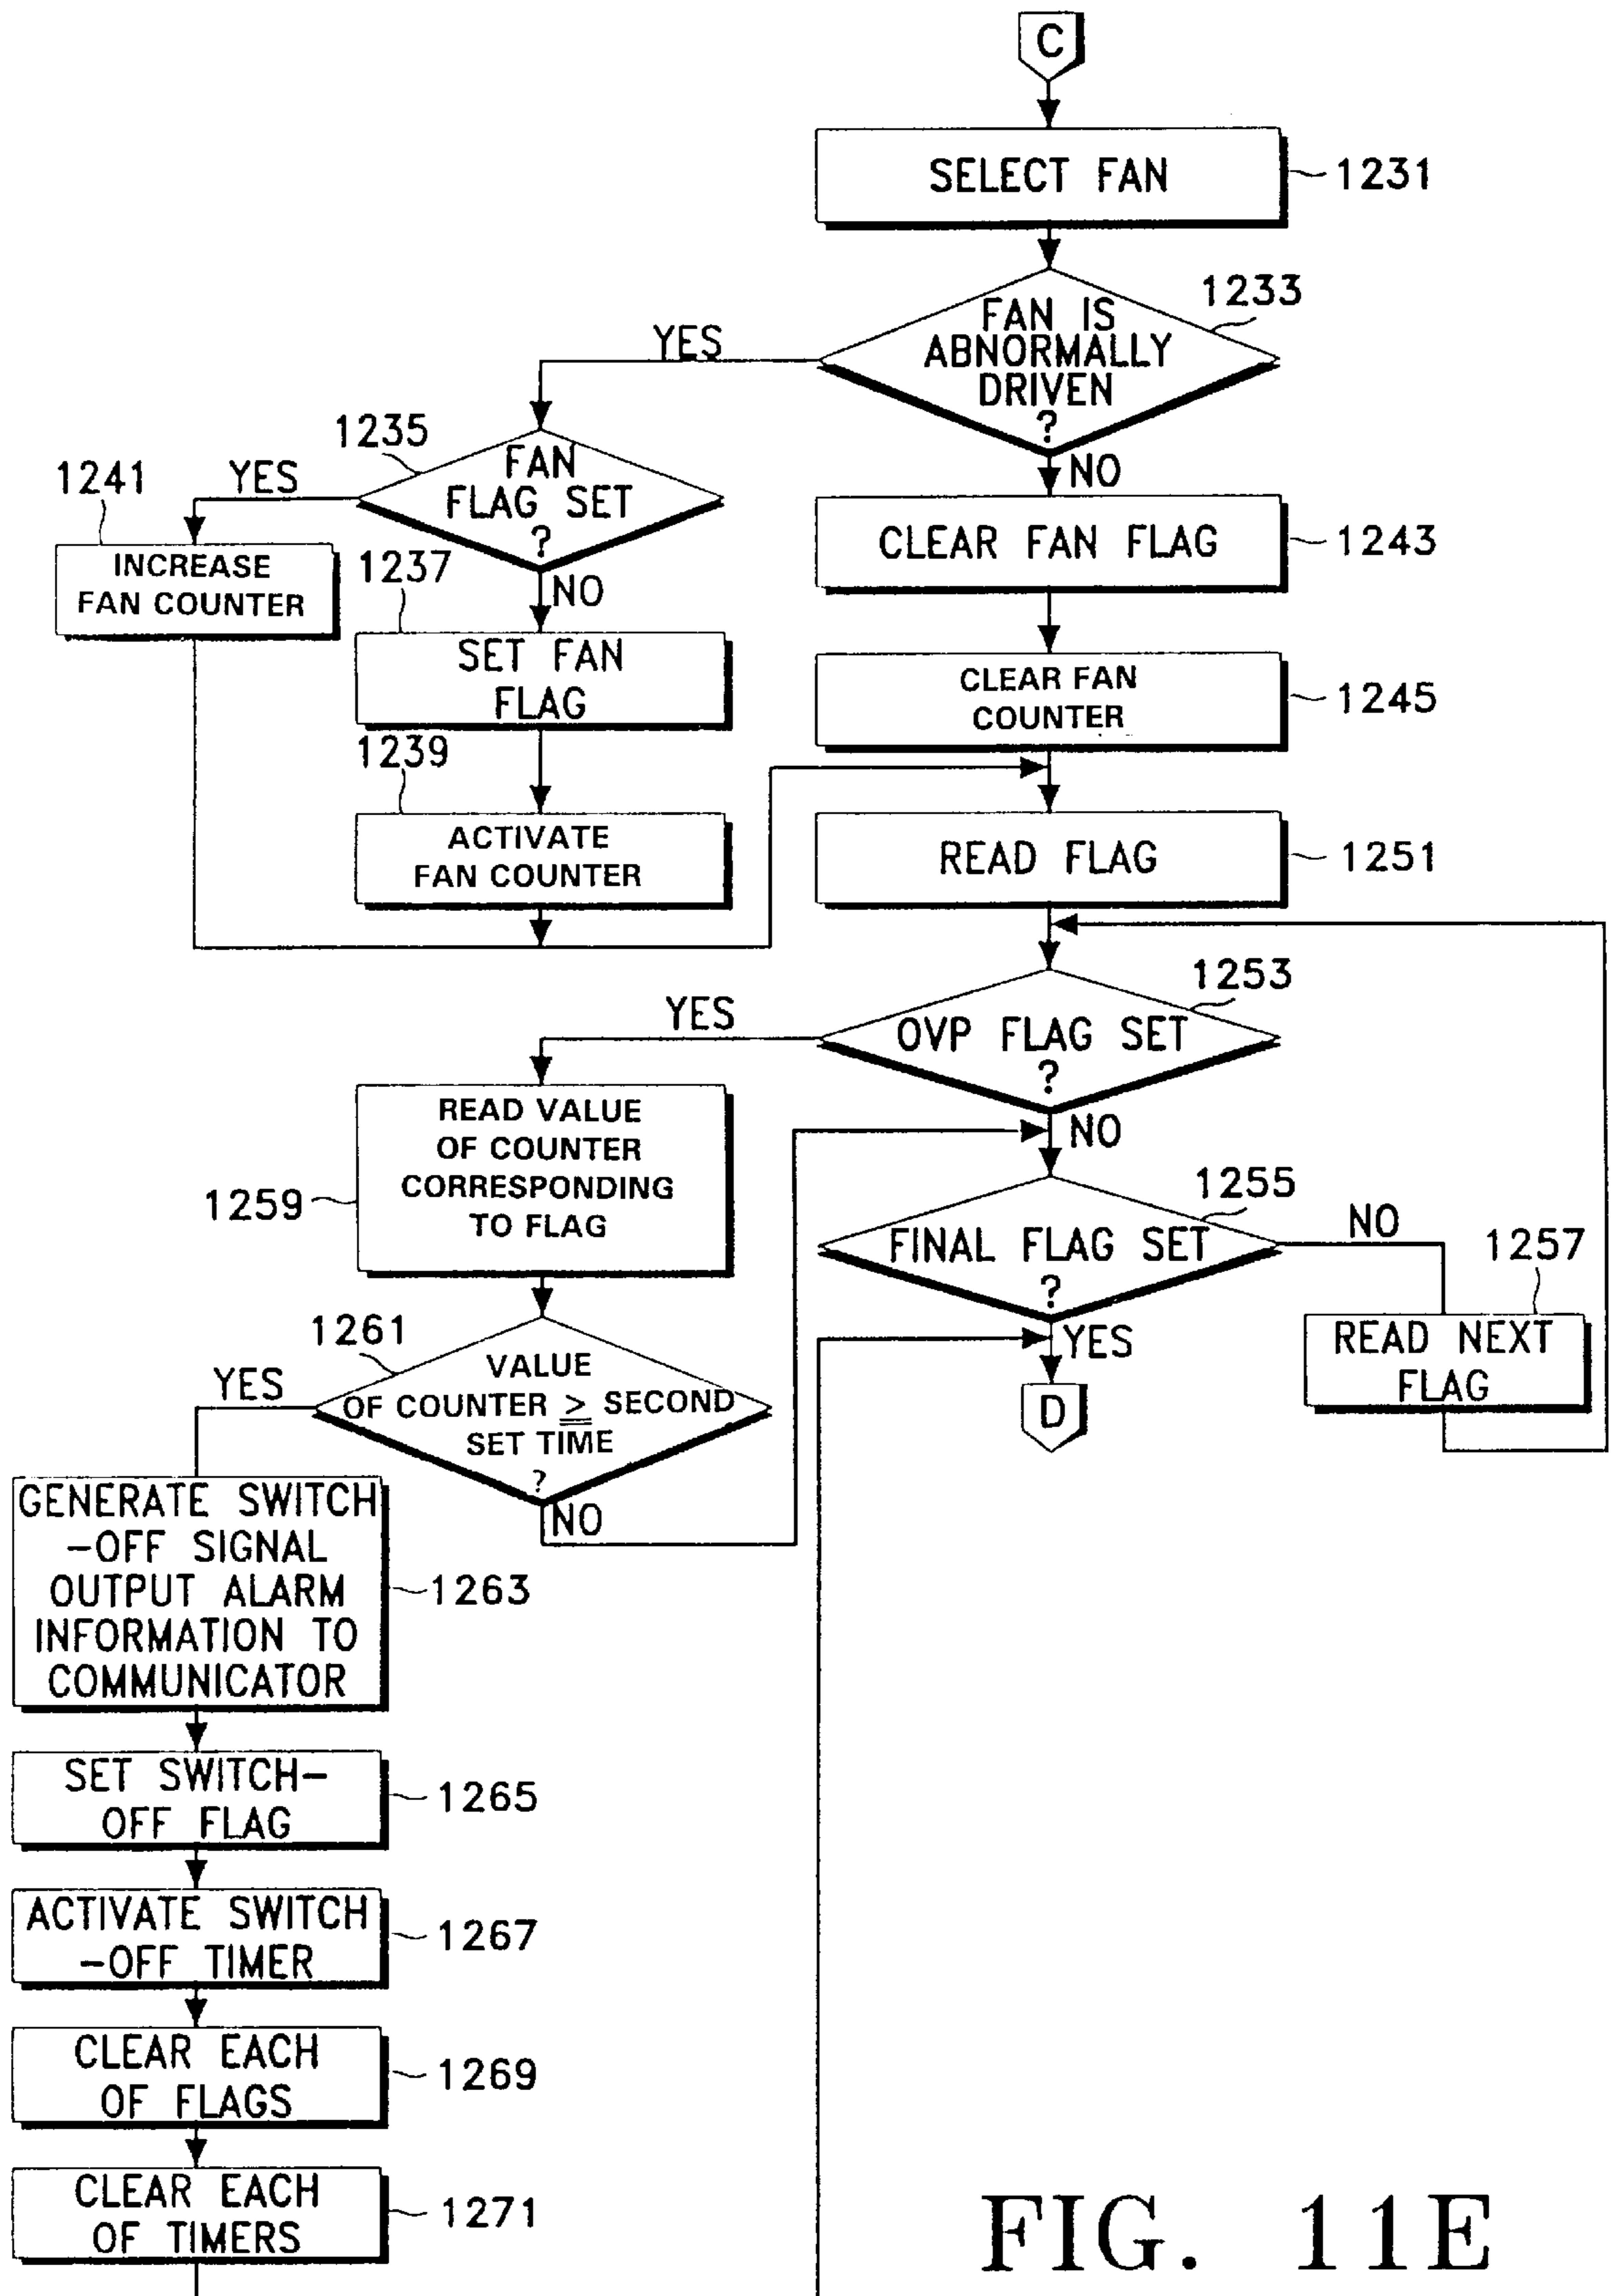 C
SELECT FAN
1231
FAN IS
ABNORMALLY
DRIVEN
?
1233
YES
NO
1235
FAN
FLAG SET
?
YES
NO
1241
INCREASE
FAN COUNTER
1237
SET FAN
FLAG
1239
ACTIVATE
FAN COUNTER
CLEAR FAN FLAG
1243
CLEAR FAN
COUNTER
1245
READ FLAG
1251
1253
OVP FLAG SET
?
YES
NO
READ VALUE
OF COUNTER
CORRESPONDING
TO FLAG
1259
1255
FINAL FLAG SET
?
NO
YES
1257
READ NEXT
FLAG
D
1261
VALUE
OF COUNTER ≧ SECOND
SET TIME
?
YES
NO
GENERATE SWITCH
-OFF SIGNAL
OUTPUT ALARM
INFORMATION TO
COMMUNICATOR
1263
SET SWITCH-
OFF FLAG
1265
ACTIVATE SWITCH
-OFF TIMER
1267
CLEAR EACH
OF FLAGS
1269
CLEAR EACH
OF TIMERS
1271
FIG. 11E